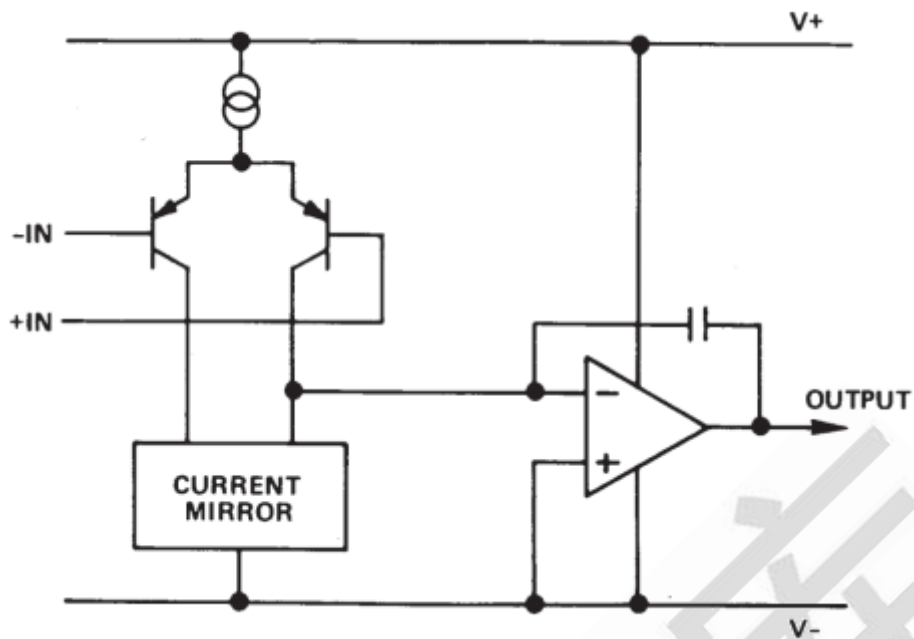 V+
-IN
+IN
-
+
OUTPUT
CURRENT
MIRROR
V-